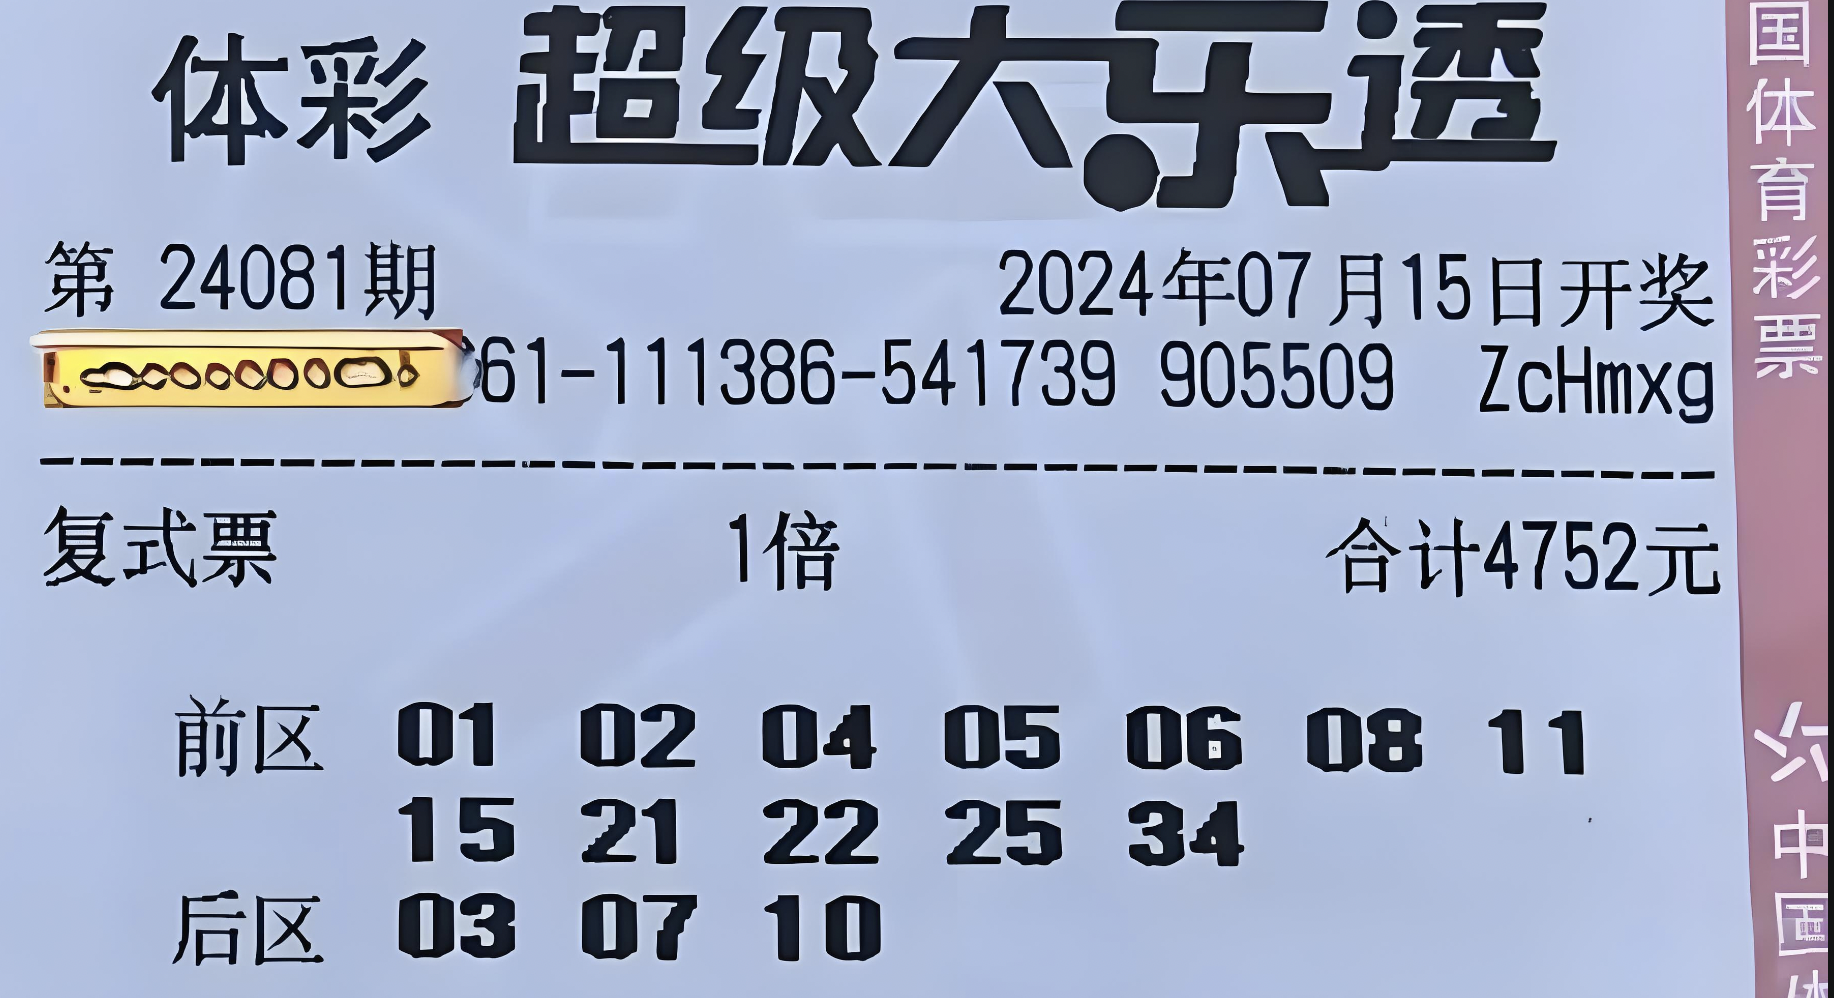 体彩 超级大乐透
第 24081期 2024年07月15日开奖
61-111386-541739 905509 ZcHmxg
复式票 1倍 合计4752元
前区 01 02 04 05 06 08 11
15 21 22 25 34
后区 03 07 10
国体育彩票
中国体